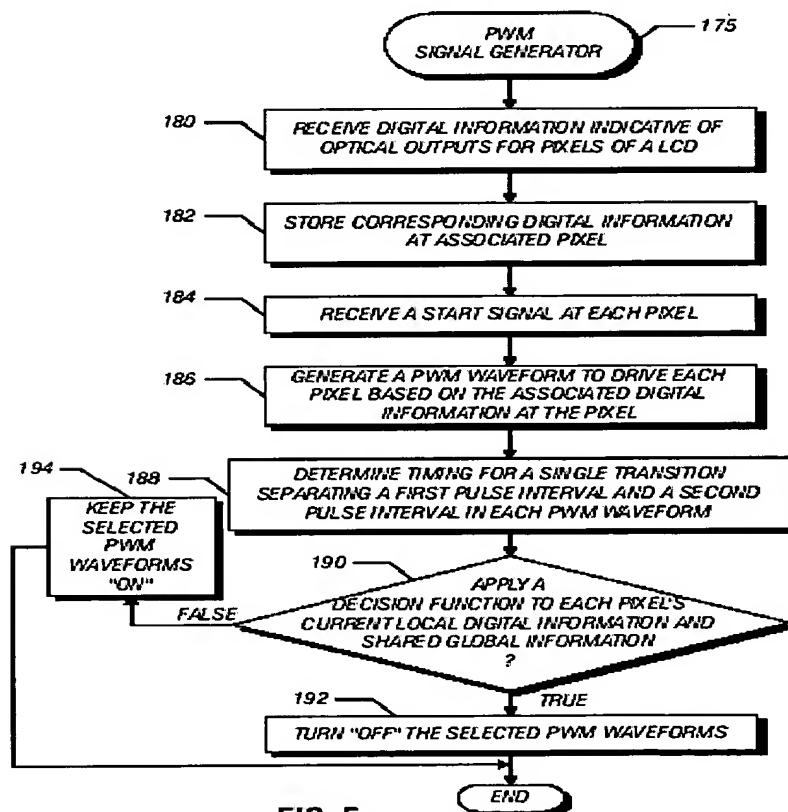 PWM
SIGNAL GENERATOR
175
180
RECEIVE DIGITAL INFORMATION INDICATIVE OF
OPTICAL OUTPUTS FOR PIXELS OF A LCD
182
STORE CORRESPONDING DIGITAL INFORMATION
AT ASSOCIATED PIXEL
184
RECEIVE A START SIGNAL AT EACH PIXEL
186
GENERATE A PWM WAVEFORM TO DRIVE EACH
PIXEL BASED ON THE ASSOCIATED DIGITAL
INFORMATION AT THE PIXEL
194
188
DETERMINE TIMING FOR A SINGLE TRANSITION
SEPARATING A FIRST PULSE INTERVAL AND A SECOND
PULSE INTERVAL IN EACH PWM WAVEFORM
KEEP THE
SELECTED
PWM
WAVEFORMS
"ON"
190
APPLY A
DECISION FUNCTION TO EACH PIXEL'S
CURRENT LOCAL DIGITAL INFORMATION AND
SHARED GLOBAL INFORMATION
?
FALSE
TRUE
192
TURN "OFF" THE SELECTED PWM WAVEFORMS
END
FIG. 5